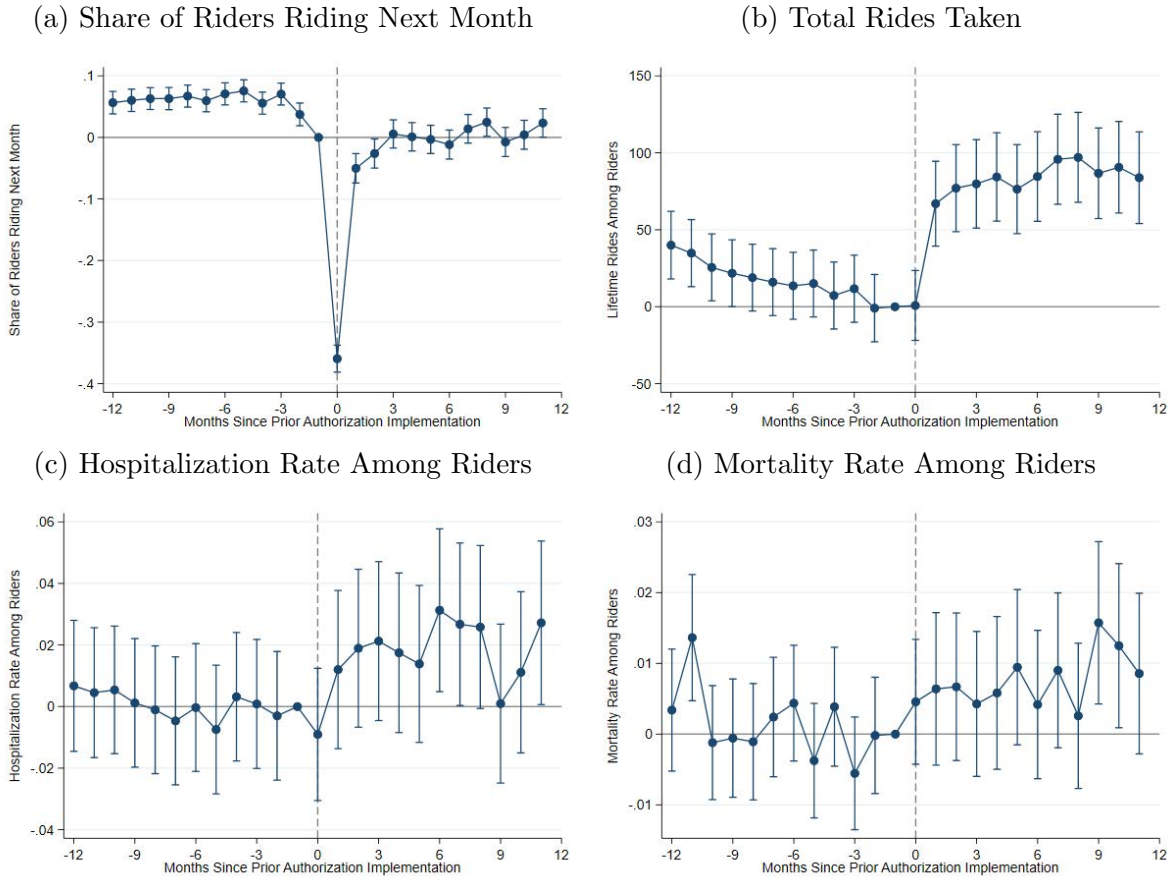 (a) Share of Riders Riding Next Month
Share of Riders Riding Next Month
.1
0
-.1
-.2
-.3
-.4
-12 -9 -6 -3 0 3 6 9 12
Months Since Prior Authorization Implementation
(b) Total Rides Taken
Lifetime Rides Among Riders
150
100
50
0
-50
-12 -9 -6 -3 0 3 6 9 12
Months Since Prior Authorization Implementation
(c) Hospitalization Rate Among Riders
Hospitalization Rate Among Riders
.06
.04
.02
0
-.02
-.04
-12 -9 -6 -3 0 3 6 9 12
Months Since Prior Authorization Implementation
(d) Mortality Rate Among Riders
Mortality Rate Among Riders
.03
.02
.01
0
-.01
-12 -9 -6 -3 0 3 6 9 12
Months Since Prior Authorization Implementation